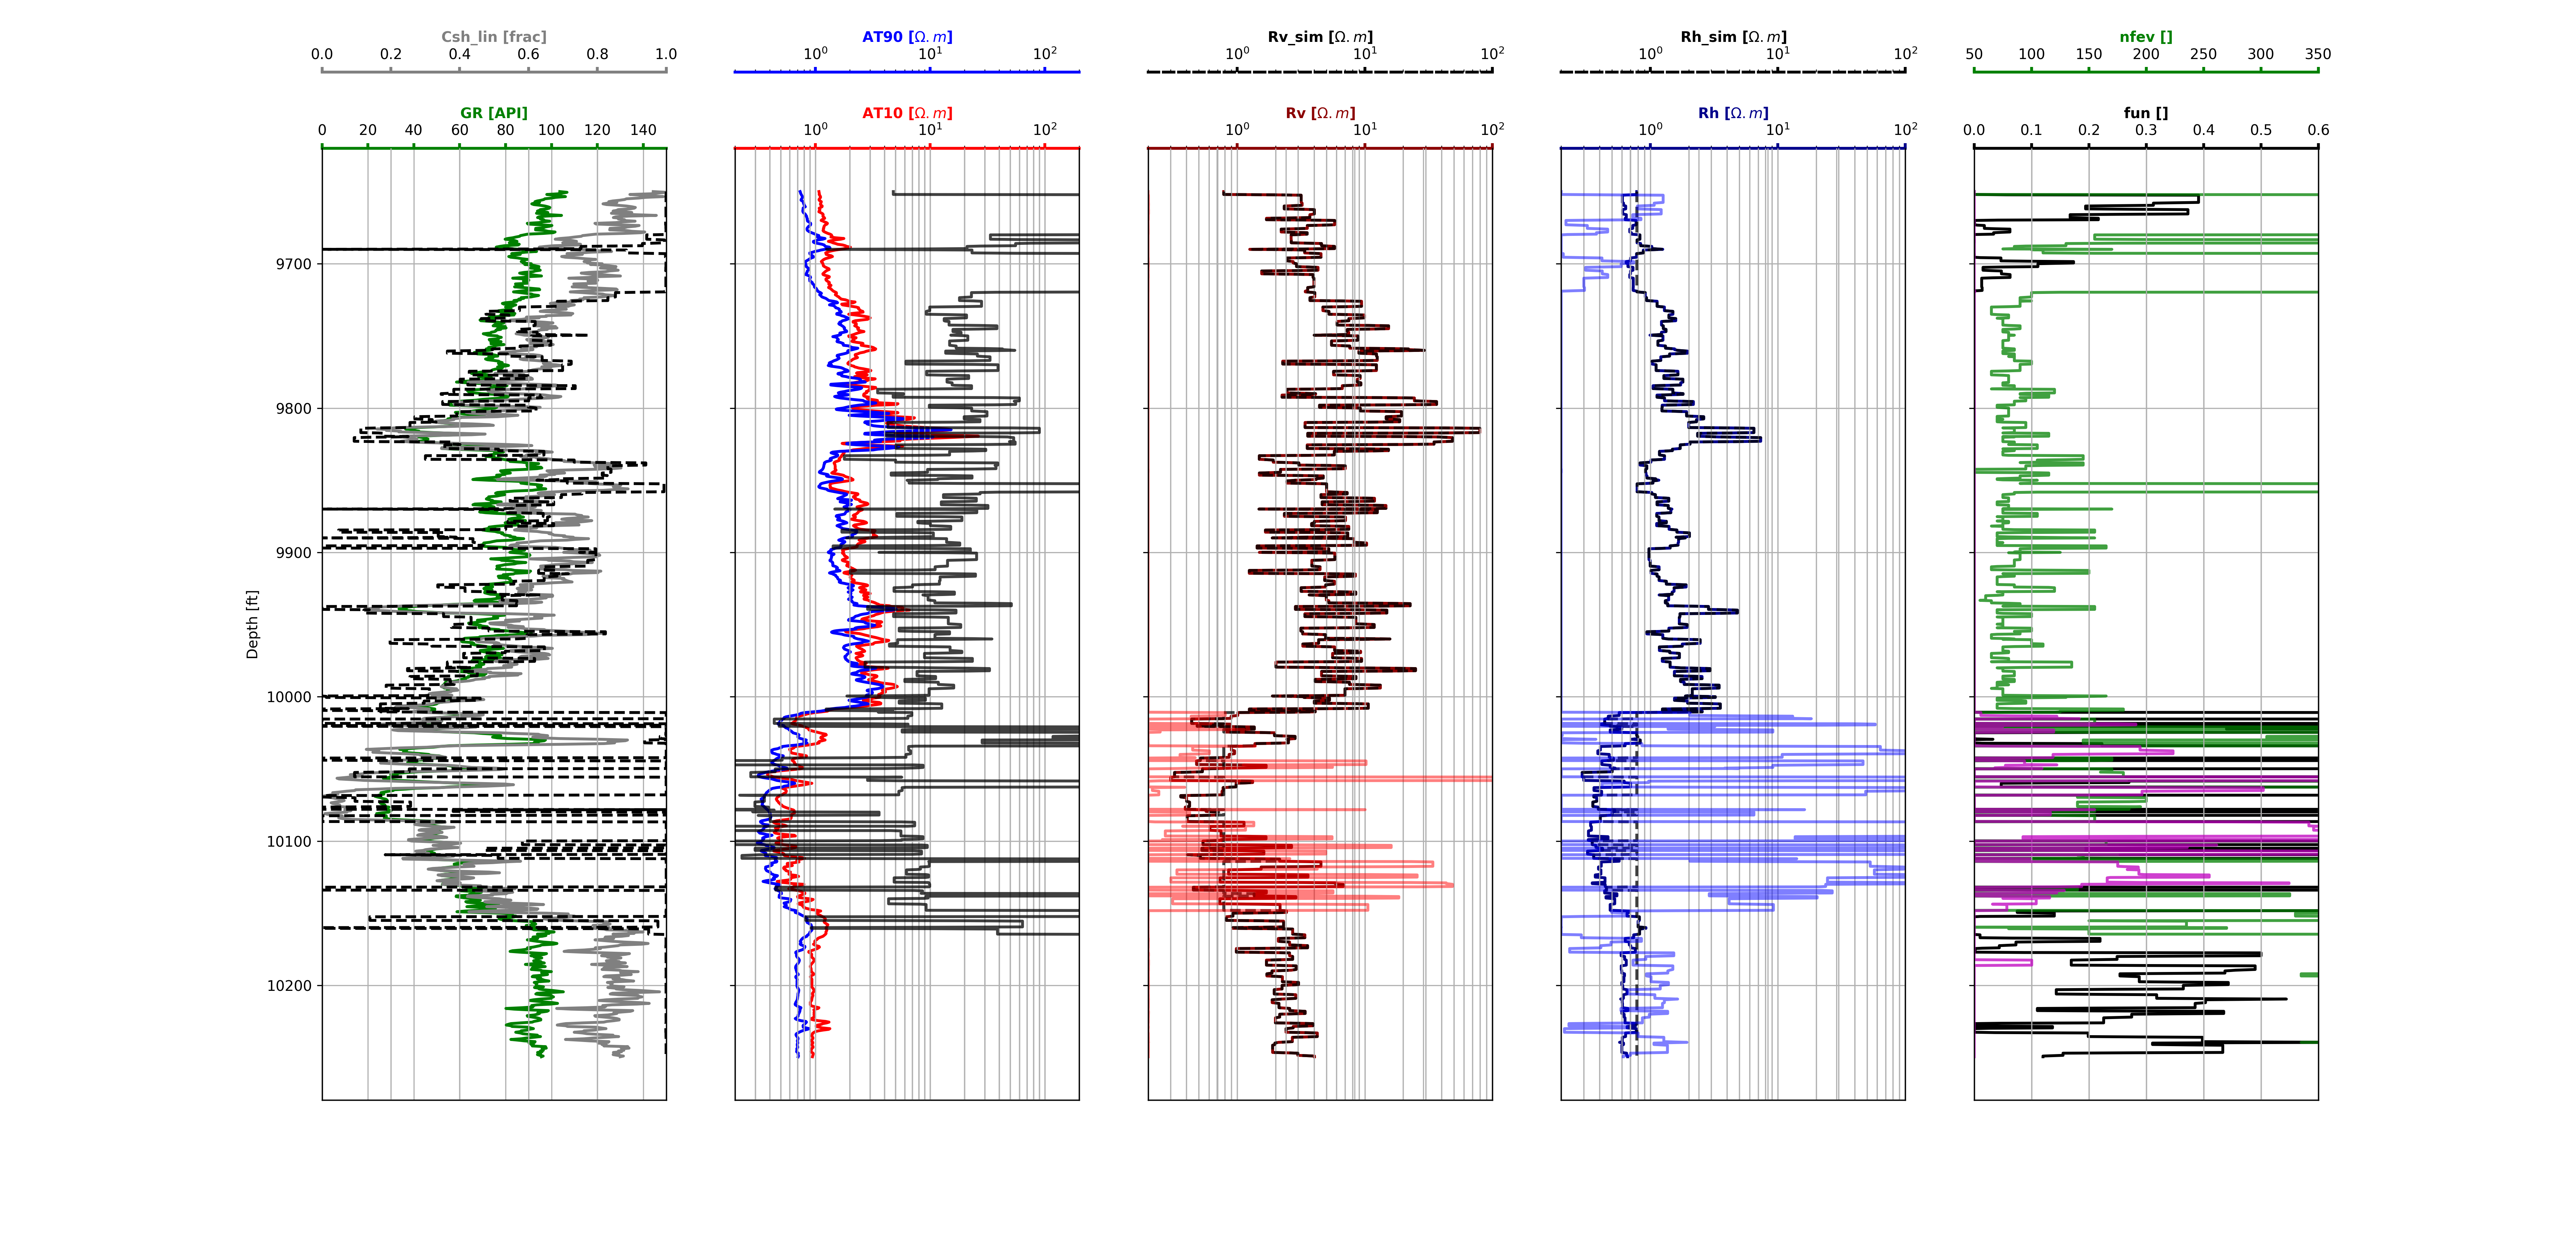 Csh_lin [frac]
0.0 0.2 0.4 0.6 0.8 1.0
GR [API]
0 20 40 60 80 100 120 140
AT90 [Ω.m]
10⁰ 10¹ 10²
AT10 [Ω.m]
10⁰ 10¹ 10²
Rv_sim [Ω.m]
10⁰ 10¹ 10²
Rv [Ω.m]
10⁰ 10¹ 10²
Rh_sim [Ω.m]
10⁰ 10¹ 10²
Rh [Ω.m]
10⁰ 10¹ 10²
nfev []
50 100 150 200 250 300 350
fun []
0.0 0.1 0.2 0.3 0.4 0.5 0.6
Depth [ft]
9700
9800
9900
10000
10100
10200